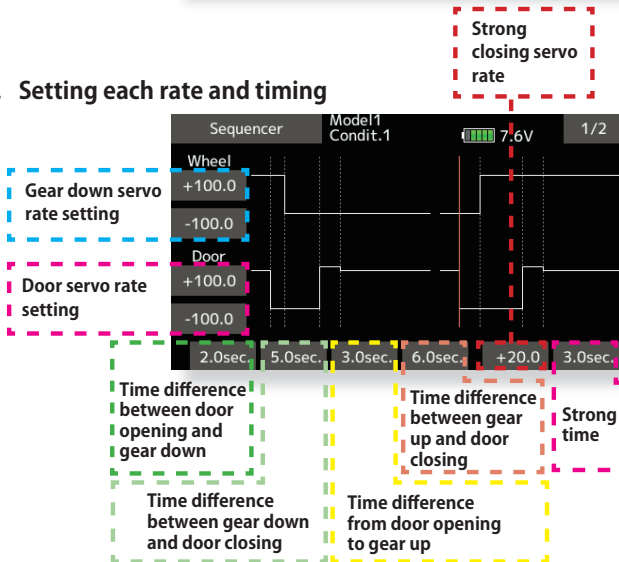 Strong
closing servo
rate
Setting each rate and timing
Sequencer
Model1
Condit.1
7.6V
1/2
Wheel
+100.0
-100.0
Door
+100.0
-100.0
Gear down servo
rate setting
Door servo rate
setting
2.0sec. 5.0sec. 3.0sec. 6.0sec. +20.0 3.0sec.
Time difference
between door
opening and
gear down
Time difference
between gear
up and door
closing
Strong
time
Time difference
between gear down
and door closing
Time difference
from door opening
to gear up